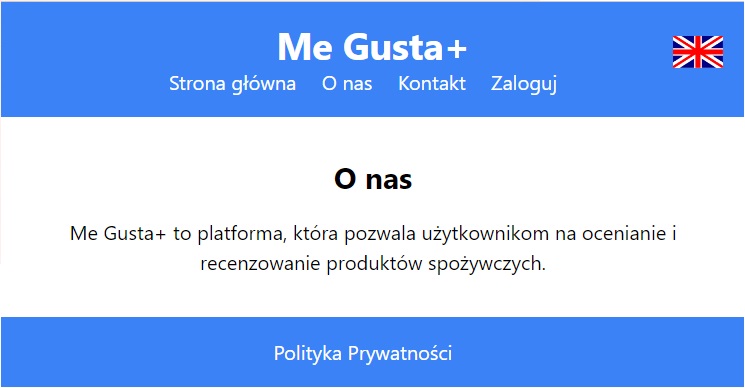 Me Gusta+
Strona główna O nas Kontakt Zaloguj
O nas
Me Gusta+ to platforma, która pozwala użytkownikom na ocenianie i
recenzowanie produktów spożywczych.
Polityka Prywatności